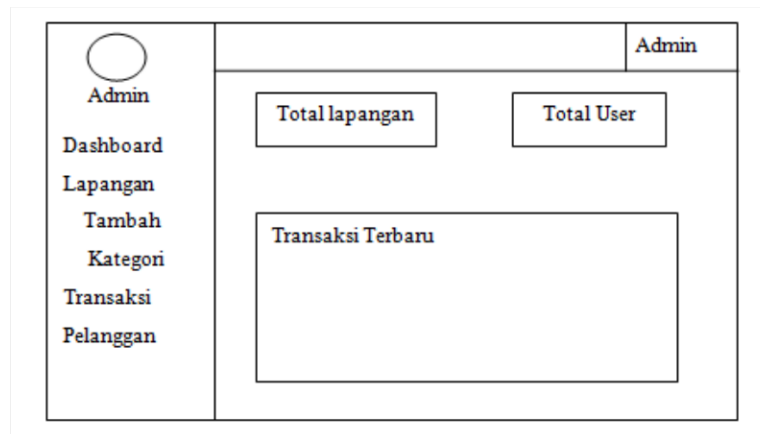 Admin
Dashboard
Lapangan
Tambah
Kategori
Transaksi
Pelanggan
Admin
Total lapangan
Total User
Transaksi Terbaru